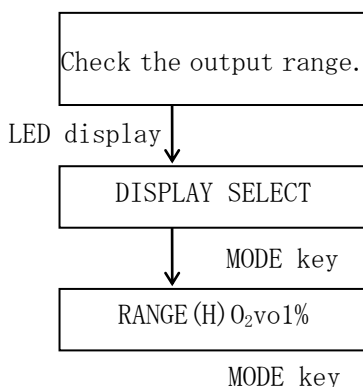 Check the output range.
LED display
DISPLAY SELECT
MODE key
RANGE(H)O₂vo1%
MODE key